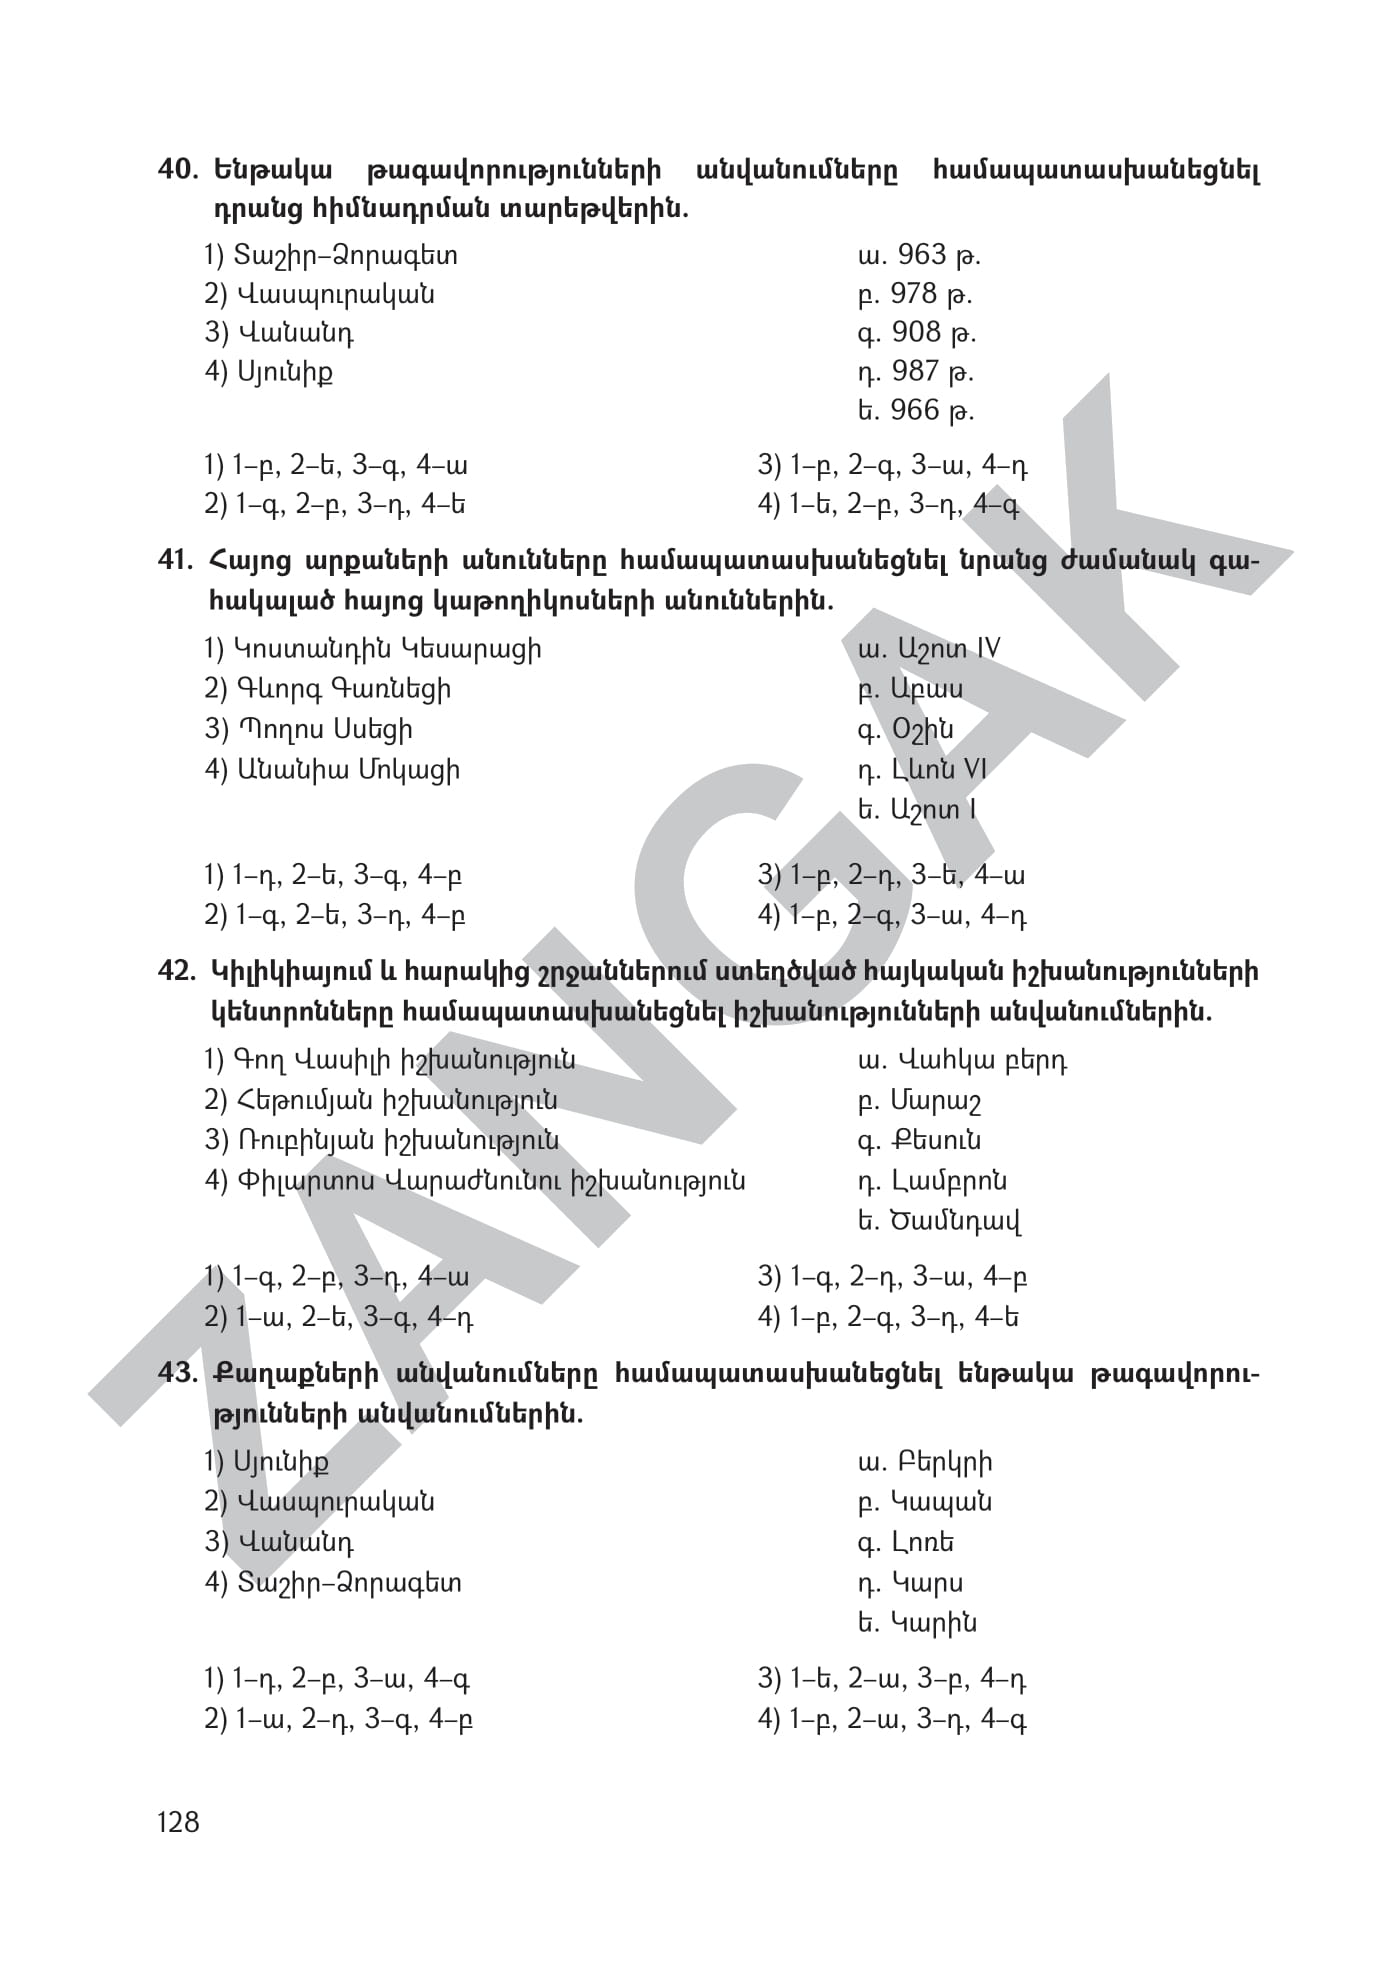 40. Ենթակա թագավորությունների անվանումները համապատասխանեցնել
դրանց հիմնադրման տարեթվերին.
1) Տաշիր–Ձորագետ ա. 963 թ.
2) Վասպուրական բ. 978 թ.
3) Վանանդ գ. 908 թ.
4) Սյունիք դ. 987 թ.
ե. 966 թ.
1) 1–բ, 2–ե, 3–գ, 4–ա 3) 1–բ, 2–գ, 3–ա, 4–դ
2) 1–գ, 2–բ, 3–դ, 4–ե 4) 1–ե, 2–բ, 3–դ, 4–գ
41. Հայոց արքաների անունները համապատասխանեցնել նրանց ժամանակ գա-
հակալած հայոց կաթողիկոսների անուններին.
1) Կոստանդին Կեսարացի ա. Աշոտ IV
2) Գևորգ Գառնեցի բ. Աբաս
3) Պողոս Սսեցի գ. Օշին
4) Անանիա Մոկացի դ. Լևոն VI
ե. Աշոտ I
1) 1–դ, 2–ե, 3–գ, 4–բ 3) 1–բ, 2–դ, 3–ե, 4–ա
2) 1–գ, 2–ե, 3–դ, 4–բ 4) 1–բ, 2–գ, 3–ա, 4–դ
42. Կիլիկիայում և հարակից շրջաններում ստեղծված հայկական իշխանությունների
կենտրոնները համապատասխանեցնել իշխանությունների անվանումներին.
1) Գող Վասիլի իշխանություն ա. Վահկա բերդ
2) Հեթումյան իշխանություն բ. Մարաշ
3) Ռուբինյան իշխանություն գ. Քեսուն
4) Փիլարտոս Վարաժնունու իշխանություն դ. Լամբրոն
ե. Ծամնդավ
1) 1–գ, 2–բ, 3–դ, 4–ա 3) 1–գ, 2–դ, 3–ա, 4–բ
2) 1–ա, 2–ե, 3–գ, 4–դ 4) 1–բ, 2–գ, 3–դ, 4–ե
43. Քաղաքների անվանումները համապատասխանեցնել ենթակա թագավորու-
թյունների անվանումներին.
1) Սյունիք ա. Բերկրի
2) Վասպուրական բ. Կապան
3) Վանանդ գ. Լոռե
4) Տաշիր–Ձորագետ դ. Կարս
ե. Կարին
1) 1–դ, 2–բ, 3–ա, 4–գ 3) 1–ե, 2–ա, 3–բ, 4–դ
2) 1–ա, 2–դ, 3–գ, 4–բ 4) 1–բ, 2–ա, 3–դ, 4–գ
128
ZANGAK